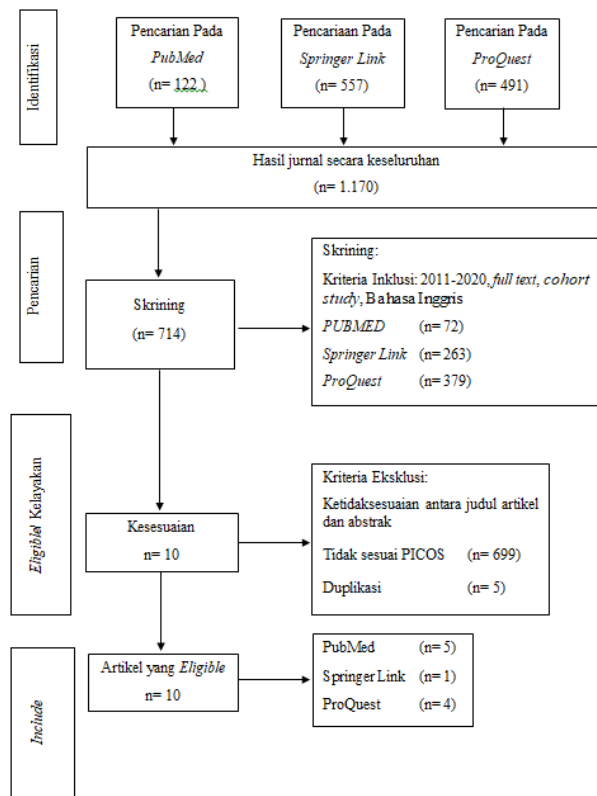 Identifikasi
Pencarian Pada
PubMed
(n= 122 )
Pencariaan Pada
Springer Link
(n= 557)
Pencarian Pada
ProQuest
(n= 491)
Hasil jurnal secara keseluruhan
(n= 1.170)
Pencarian
Skrining
(n= 714)
Skrining:
Kriteria Inklusi: 2011-2020, full text, cohort
study, Bahasa Inggris
PUBMED (n= 72)
Springer Link (n= 263)
ProQuest (n= 379)
Eligible/ Kelayakan
Kesesuaian
n= 10
Kriteria Eksklusi:
Ketidaksesuaian antara judul artikel
dan abstrak
Tidak sesuai PICOS (n= 699)
Duplikasi (n= 5)
Include
Artikel yang Eligible
n= 10
PubMed (n= 5)
Springer Link (n= 1)
ProQuest (n= 4)